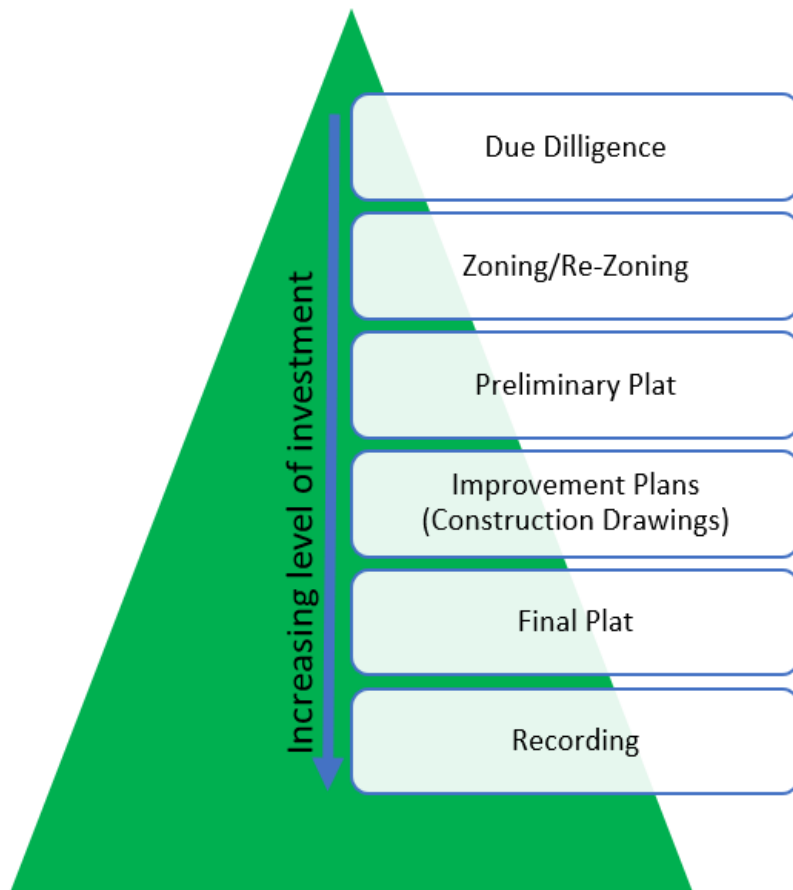 Due Dilligence
Zoning/Re-Zoning
Preliminary Plat
Improvement Plans
(Construction Drawings)
Final Plat
Recording
Increasing level of investment